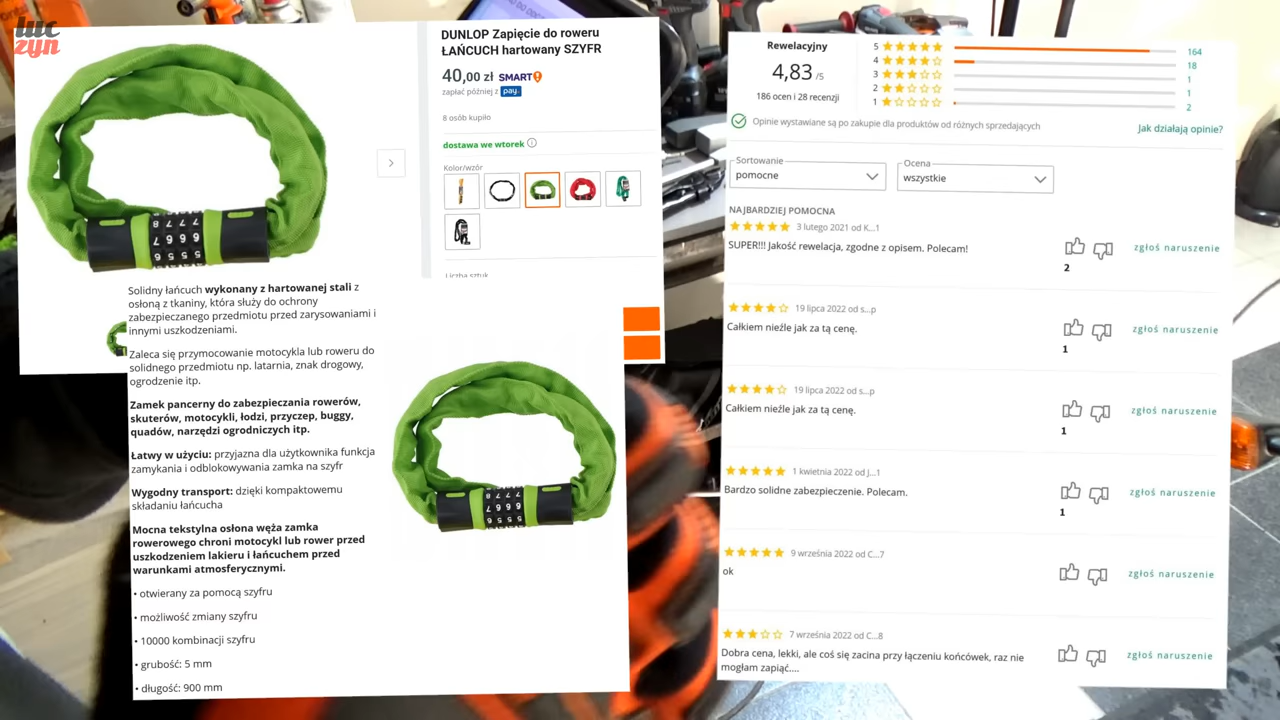 łuc
zyn
DUNLOP Zapięcie do roweru
ŁAŃCUCH hartowany SZYFR
40,00 zł SMART
zapłać później z pay
8 osób kupiło
dostawa we wtorek
Kolor/wzór
Liczba sztuk
Solidny łańcuch wykonany z hartowanej stali z
osłoną z tkaniny, która służy do ochrony
zabezpieczanego przedmiotu przed zarysowaniami i
innymi uszkodzeniami.
Zaleca się przymocowanie motocykla lub roweru do
solidnego przedmiotu np. latarnia, znak drogowy,
ogrodzenie itp.
Zamek pancerny do zabezpieczania rowerów,
skuterów, motocykli, łodzi, przyczep, buggy,
quadów, narzędzi ogrodniczych itp.
Łatwy w użyciu: przyjazna dla użytkownika funkcja
zamykania i odblokowywania zamka na szyfr
Wygodny transport: dzięki kompaktowemu
składaniu łańcucha
Mocna tekstylna osłona węża zamka
rowerowego chroni motocykl lub rower przed
uszkodzeniem lakieru i łańcuchem przed
warunkami atmosferycznymi.
• otwierany za pomocą szyfru
• możliwość zmiany szyfru
• 10000 kombinacji szyfru
• grubość: 5 mm
• długość: 900 mm
Rewelacyjny
4,83 /5
186 ocen i 28 recenzji
5 164
4 18
3 1
2 1
1 2
Opinie wystawiane są po zakupie dla produktów od różnych sprzedających
Jak działają opinie?
Sortowanie
pomocne
Ocena
wszystkie
NAJBARDZIEJ POMOCNA
3 lutego 2021 od K...1
SUPER!!! Jakość rewelacja, zgodne z opisem. Polecam!
2
zgłoś naruszenie
19 lipca 2022 od s...p
Całkiem nieźle jak za tą cenę.
1
zgłoś naruszenie
19 lipca 2022 od s...p
Całkiem nieźle jak za tą cenę.
1
zgłoś naruszenie
1 kwietnia 2022 od J...1
Bardzo solidne zabezpieczenie. Polecam.
1
zgłoś naruszenie
9 września 2022 od C...7
ok
zgłoś naruszenie
7 września 2022 od C...8
Dobra cena, lekki, ale coś się zacina przy łączeniu końcówek, raz nie
mogłam zapiąć....
zgłoś naruszenie